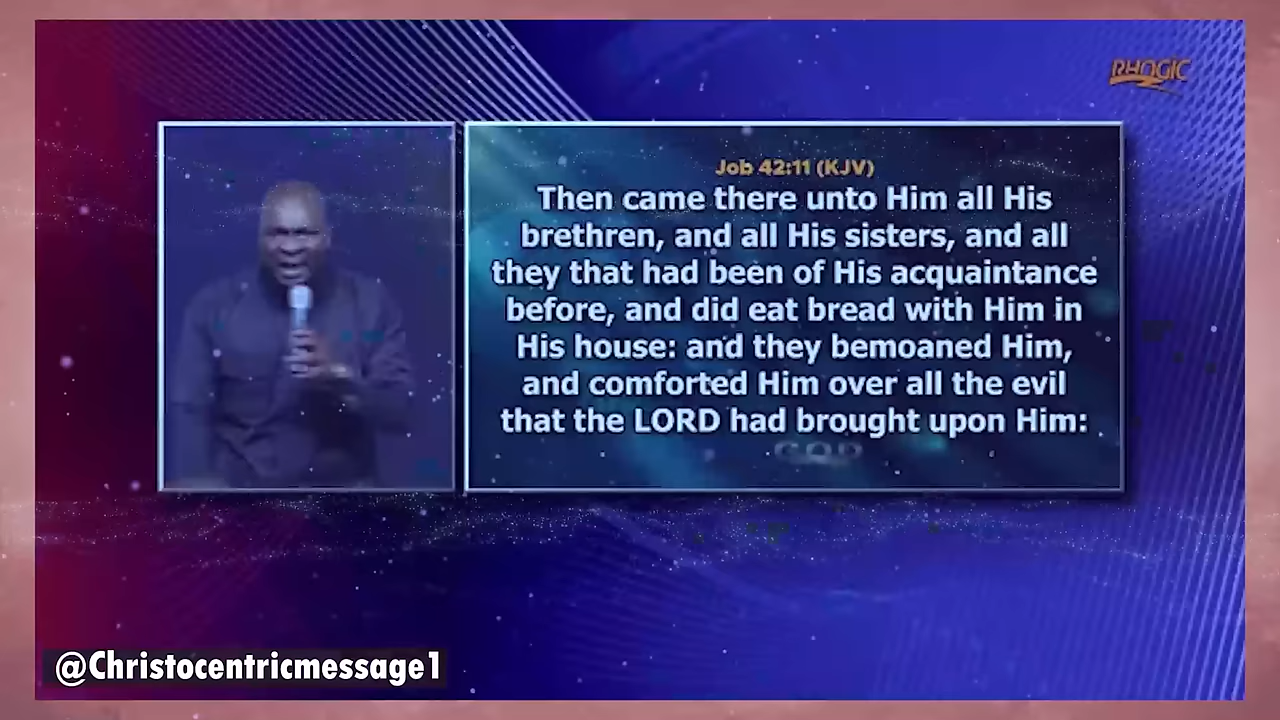 RHOGIC
Job 42:11 (KJV)
Then came there unto Him all His
brethren, and all His sisters, and all
they that had been of His acquaintance
before, and did eat bread with Him in
His house: and they bemoaned Him,
and comforted Him over all the evil
that the LORD had brought upon Him:
GOD
@Christocentricmessage1